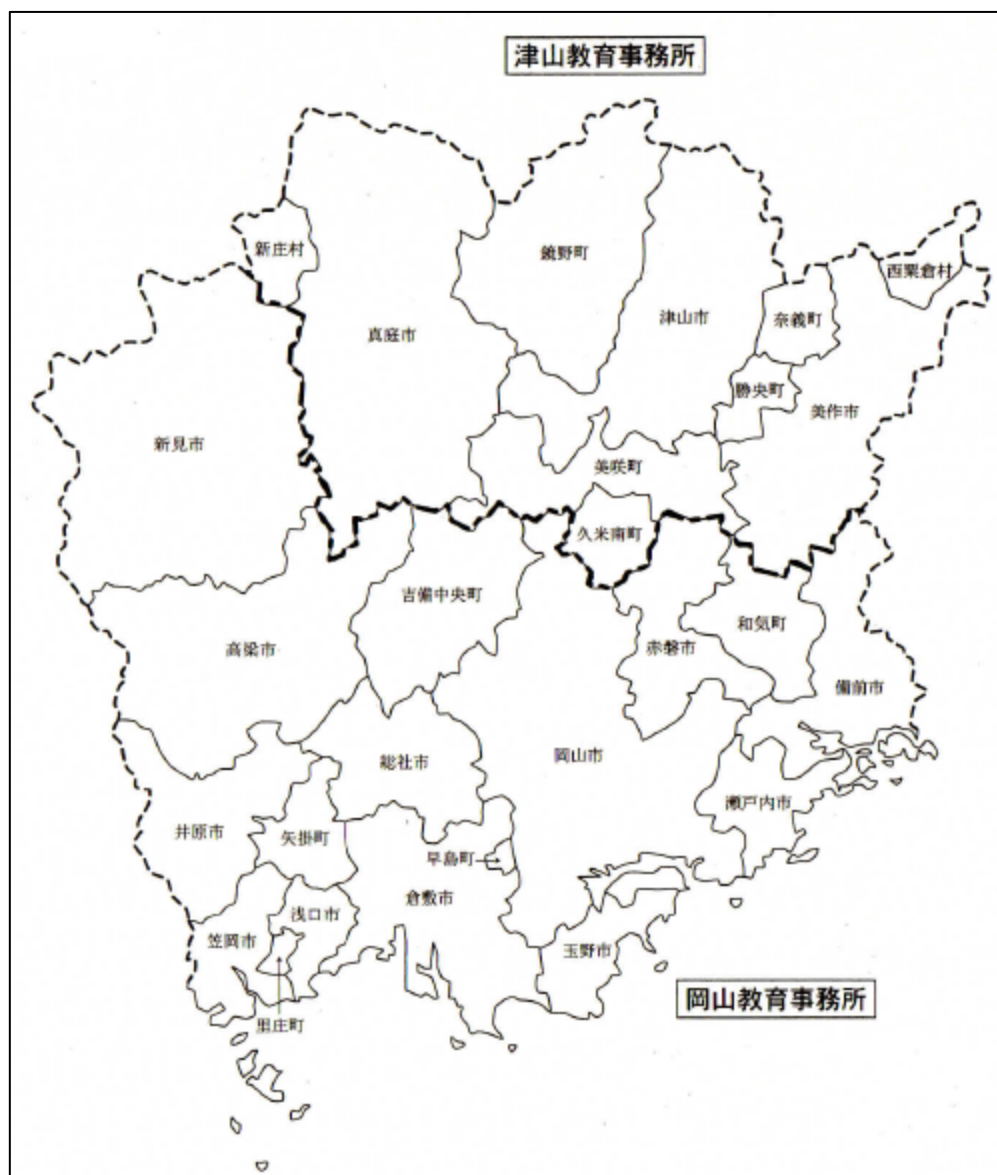 津山教育事務所
新庄村
鏡野町
西粟倉村
奈義町
津山市
真庭市
勝央町
美作市
新見市
美咲町
久米南町
吉備中央町
和気町
赤磐市
高梁市
備前市
岡山市
総社市
瀬戸内市
井原市
矢掛町
早島町
倉敷市
浅口市
笠岡市
玉野市
岡山教育事務所
里庄町